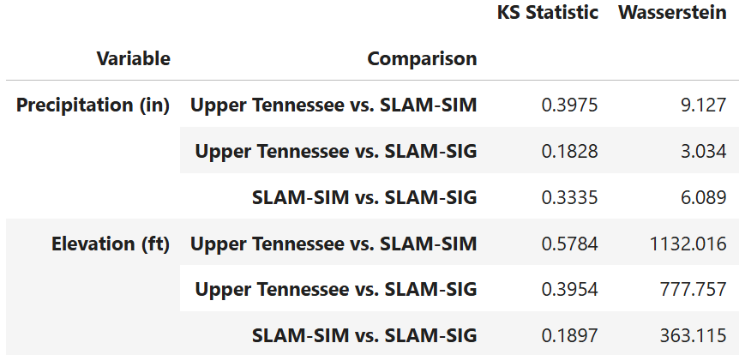 KS Statistic Wasserstein
Variable Comparison
Precipitation (in) Upper Tennessee vs. SLAM-SIM 0.3975 9.127
Upper Tennessee vs. SLAM-SIG 0.1828 3.034
SLAM-SIM vs. SLAM-SIG 0.3335 6.089
Elevation (ft) Upper Tennessee vs. SLAM-SIM 0.5784 1132.016
Upper Tennessee vs. SLAM-SIG 0.3954 777.757
SLAM-SIM vs. SLAM-SIG 0.1897 363.115